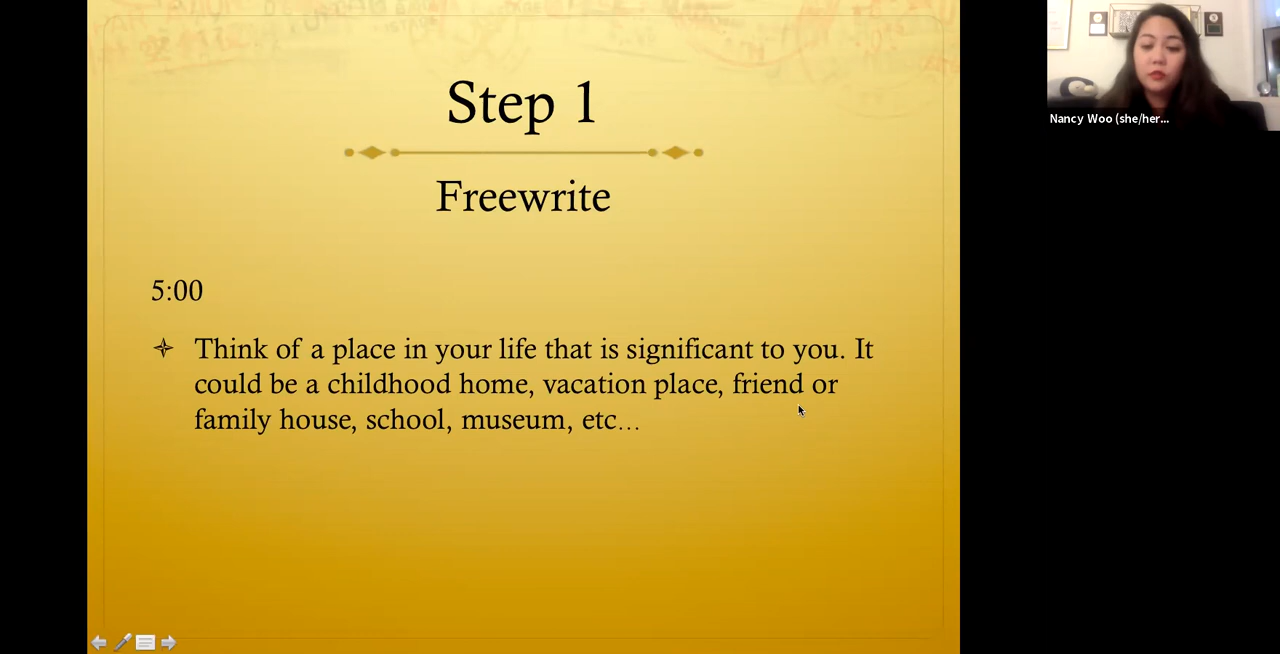 Step 1
Freewrite
5:00
Think of a place in your life that is significant to you. It
could be a childhood home, vacation place, friend or
family house, school, museum, etc...
Nancy Woo (she/her...